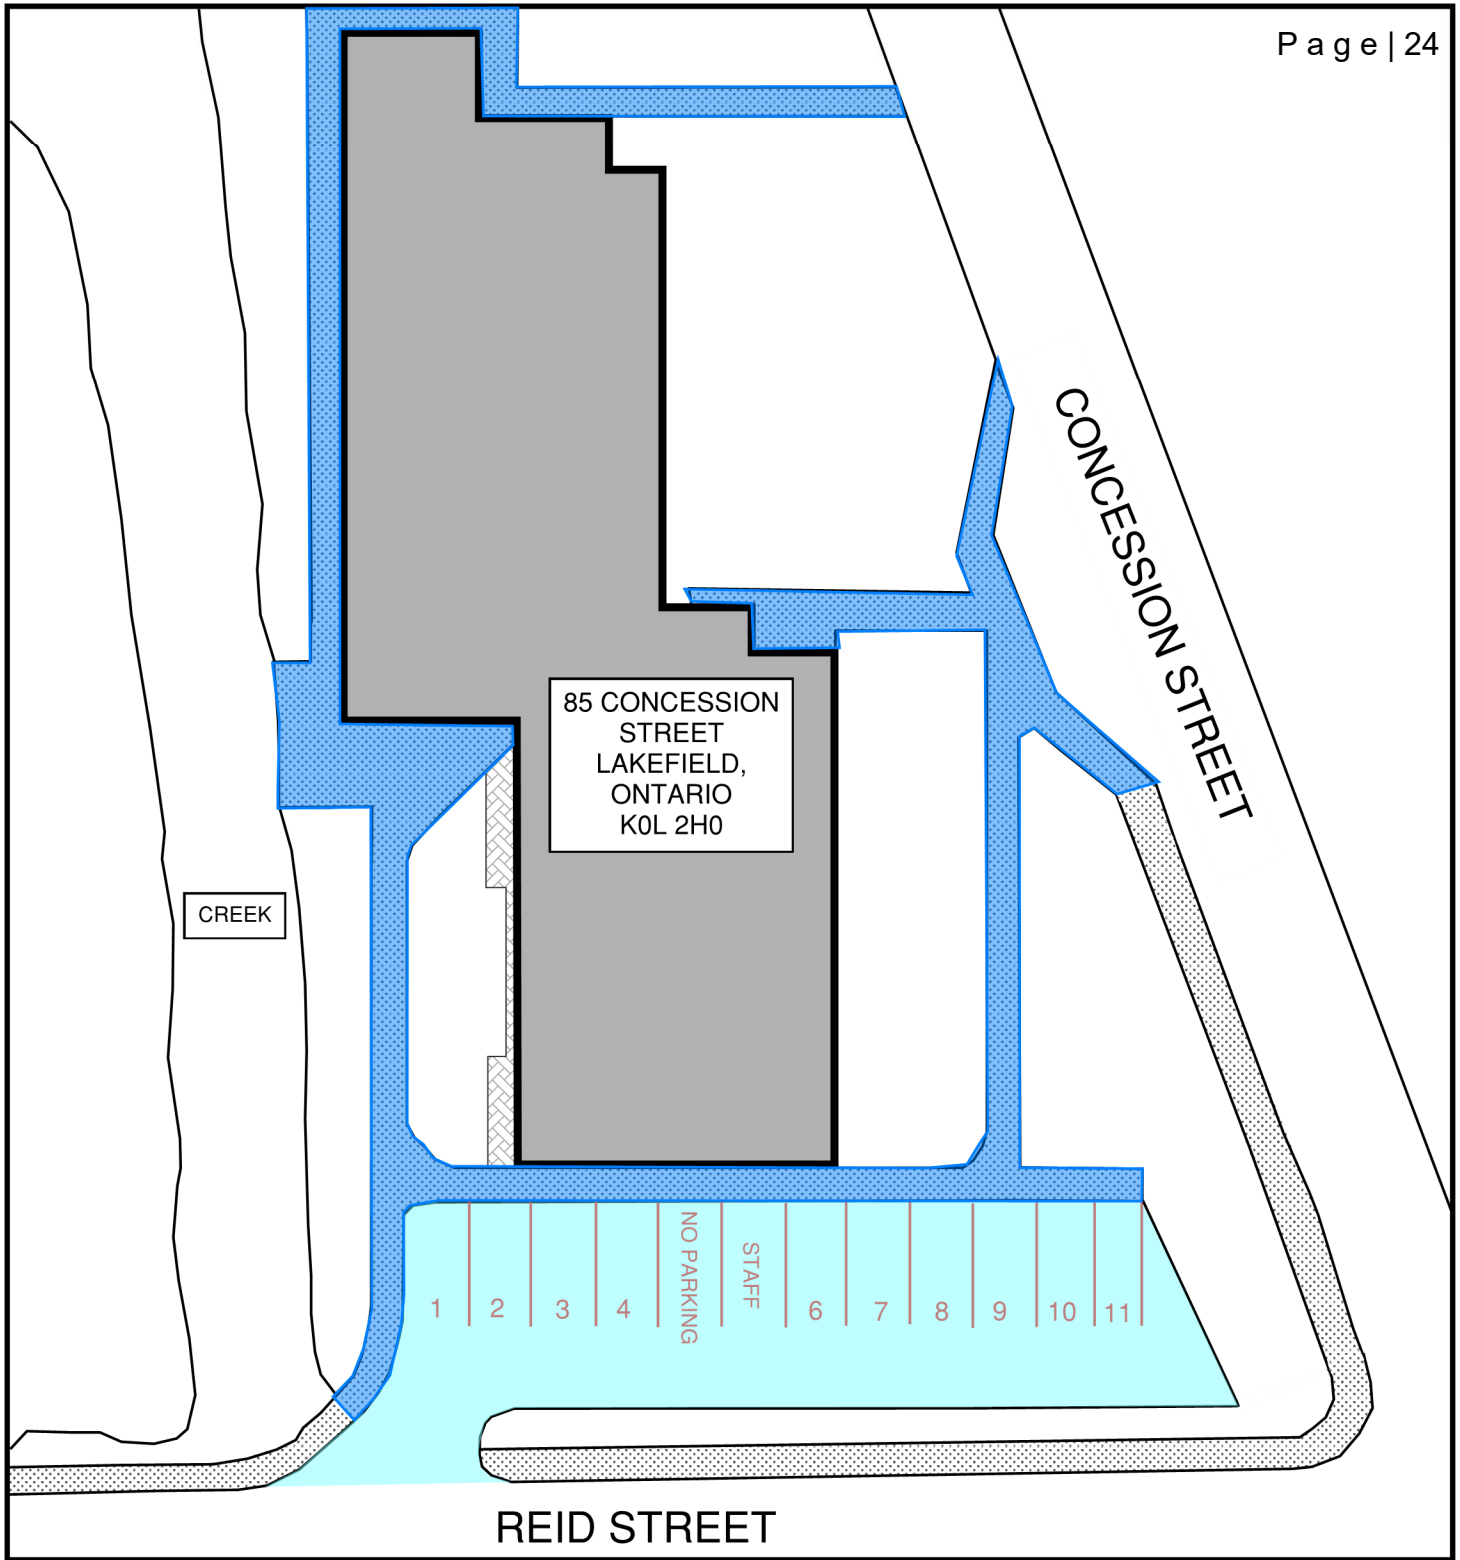 Page| 24
CONCESSION STREET
85 CONCESSION
STREET
LAKEFIELD,
ONTARIO
K0L 2H0
CREEK
1
2
3
4
NO PARKING
STAFF
6
7
8
9
10
11
REID STREET